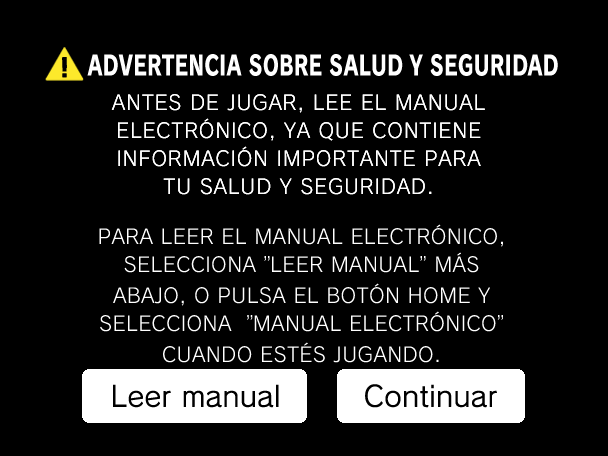 ADVERTENCIA SOBRE SALUD Y SEGURIDAD
ANTES DE JUGAR, LEE EL MANUAL
ELECTRÓNICO, YA QUE CONTIENE
INFORMACIÓN IMPORTANTE PARA
TU SALUD Y SEGURIDAD.
PARA LEER EL MANUAL ELECTRÓNICO,
SELECCIONA ”LEER MANUAL” MÁS
ABAJO, O PULSA EL BOTÓN HOME Y
SELECCIONA ”MANUAL ELECTRÓNICO”
CUANDO ESTÉS JUGANDO.
Leer manual Continuar